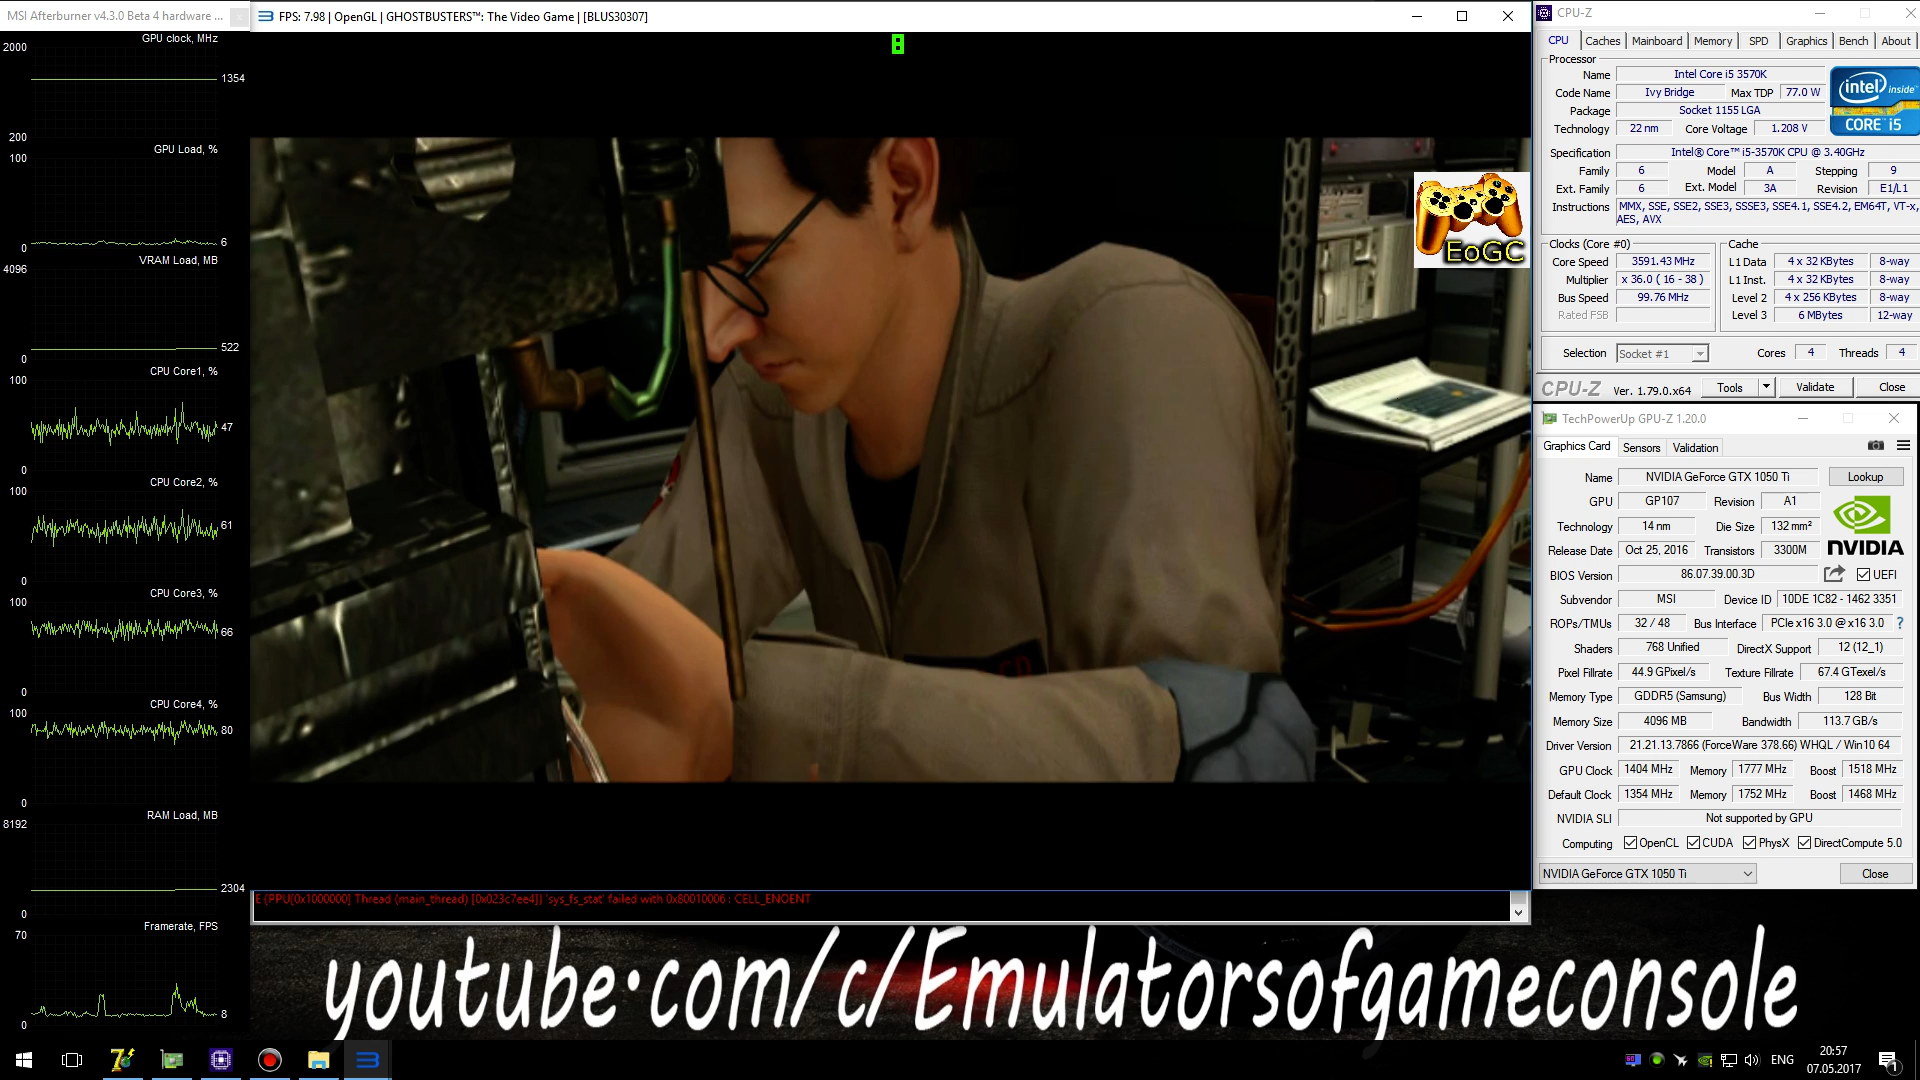 MSI Afterburner v4.3.0 Beta 4 hardware ...
GPU clock, MHz
2000
1354
200
GPU Load, %
100
6
0
VRAM Load, MB
4096
522
0
CPU Core1, %
100
47
0
CPU Core2, %
100
61
0
CPU Core3, %
100
66
0
CPU Core4, %
100
80
0
RAM Load, MB
8192
2304
0
Framerate, FPS
70
8
0
FPS: 7.98 | OpenGL | GHOSTBUSTERS™: The Video Game | [BLUS30307]
8
EoGC
E {PPU[0x1000000] Thread (main_thread) [0x023c7ee4]} 'sys_fs_stat' failed with 0x80010006 : CELL_ENOENT
youtube.com/c/Emulatorsofgameconsole
CPU-Z
CPU Caches Mainboard Memory SPD Graphics Bench About
Processor
Name Intel Core i5 3570K
Code Name Ivy Bridge Max TDP 77.0 W
Package Socket 1155 LGA
Technology 22 nm Core Voltage 1.208 V
intel inside™
CORE i5
Specification Intel® Core™ i5-3570K CPU @ 3.40GHz
Family 6 Model A Stepping 9
Ext. Family 6 Ext. Model 3A Revision E1/L1
Instructions MMX, SSE, SSE2, SSE3, SSSE3, SSE4.1, SSE4.2, EM64T, VT-x,
AES, AVX
Clocks (Core #0) Cache
Core Speed 3591.43 MHz L1 Data 4 x 32 KBytes 8-way
Multiplier x 36.0 ( 16 - 38 ) L1 Inst. 4 x 32 KBytes 8-way
Bus Speed 99.76 MHz Level 2 4 x 256 KBytes 8-way
Rated FSB Level 3 6 MBytes 12-way
Selection Socket #1 Cores 4 Threads 4
CPU-Z Ver. 1.79.0.x64 Tools Validate Close
TechPowerUp GPU-Z 1.20.0
Graphics Card Sensors Validation
Name NVIDIA GeForce GTX 1050 Ti Lookup
GPU GP107 Revision A1
Technology 14 nm Die Size 132 mm²
Release Date Oct 25, 2016 Transistors 3300M
NVIDIA
BIOS Version 86.07.39.00.3D UEFI
Subvendor MSI Device ID 10DE 1C82 - 1462 3351
ROPs/TMUs 32 / 48 Bus Interface PCIe x16 3.0 @ x16 3.0 ?
Shaders 768 Unified DirectX Support 12 (12_1)
Pixel Fillrate 44.9 GPixel/s Texture Fillrate 67.4 GTexel/s
Memory Type GDDR5 (Samsung) Bus Width 128 Bit
Memory Size 4096 MB Bandwidth 113.7 GB/s
Driver Version 21.21.13.7866 (ForceWare 378.66) WHQL / Win10 64
GPU Clock 1404 MHz Memory 1777 MHz Boost 1518 MHz
Default Clock 1354 MHz Memory 1752 MHz Boost 1468 MHz
NVIDIA SLI Not supported by GPU
Computing OpenCL CUDA PhysX DirectCompute 5.0
NVIDIA GeForce GTX 1050 Ti Close
ENG
20:57
07.05.2017
1